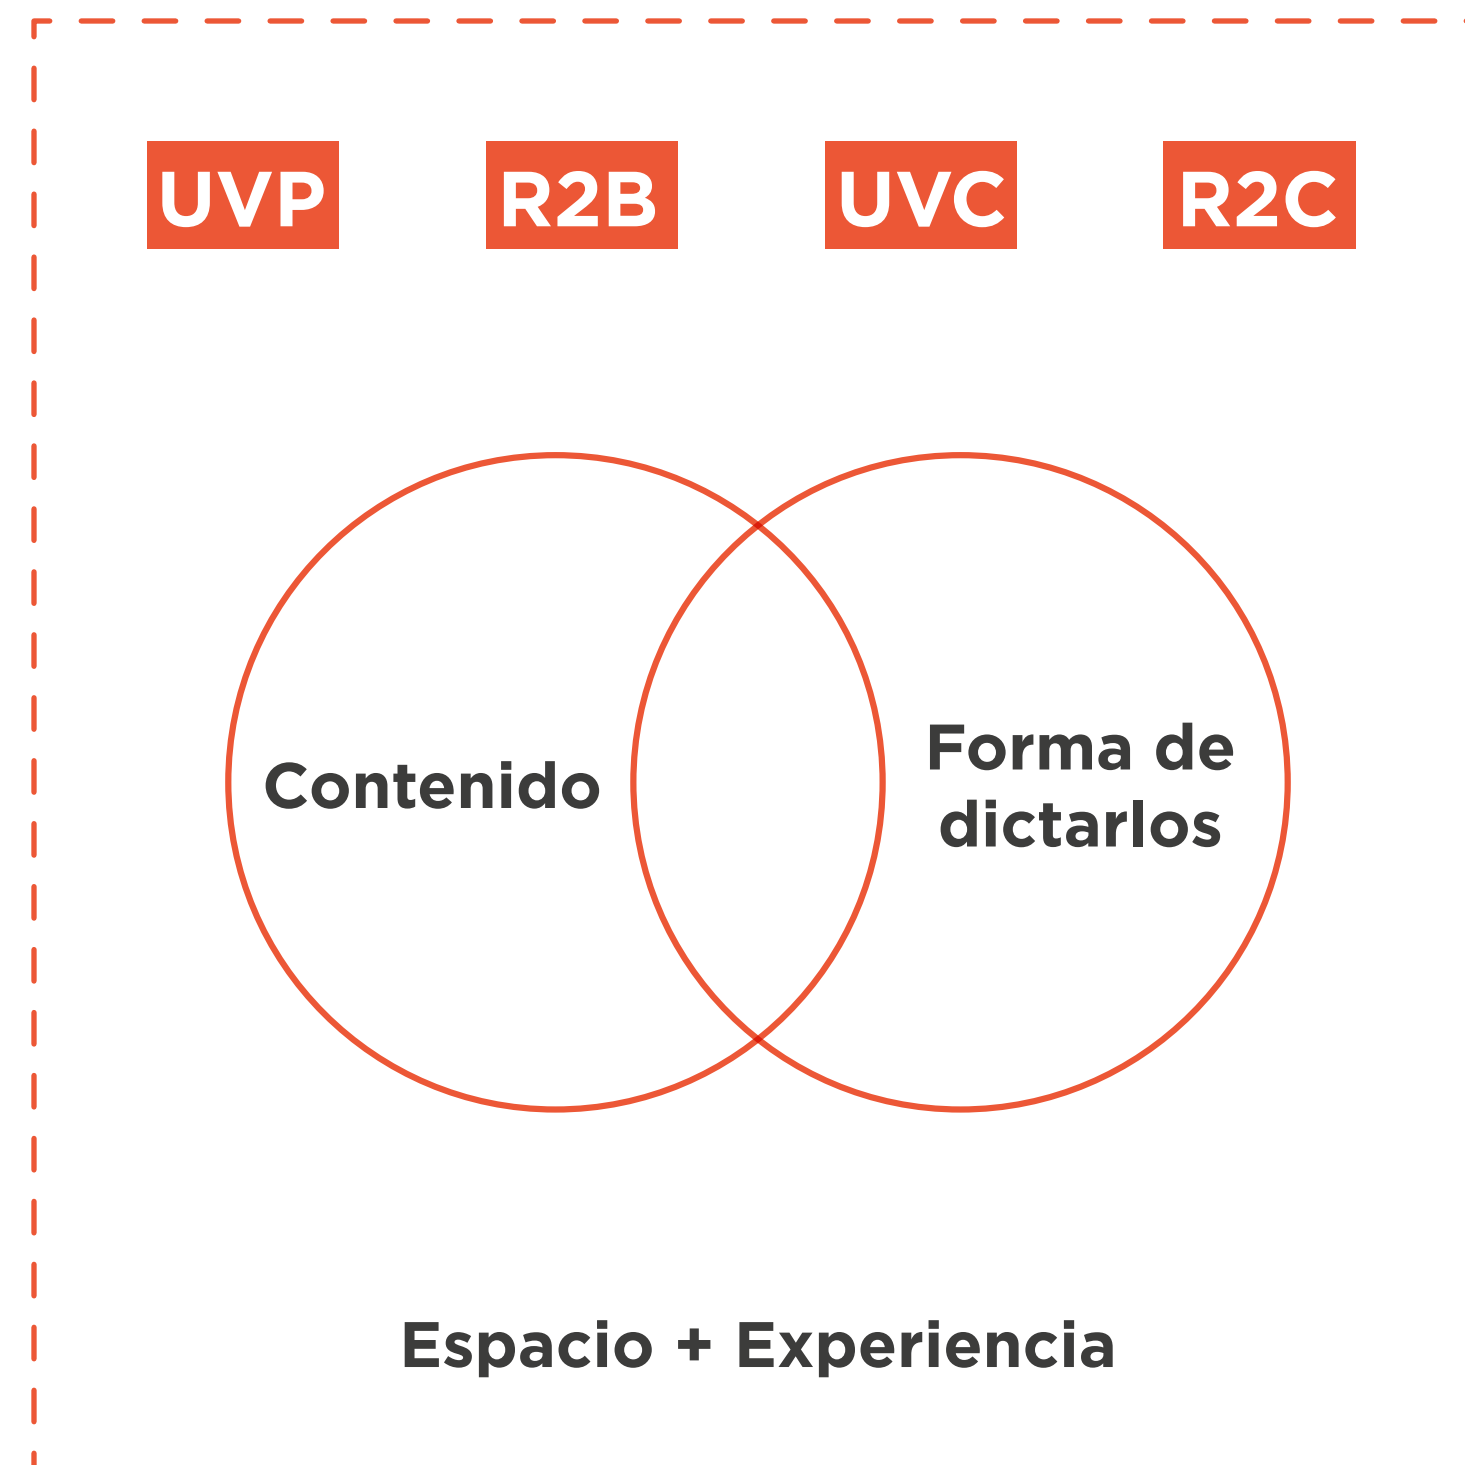 UVP R2B UVC R2C
Contenido
Forma de
dictarlos
Espacio + Experiencia